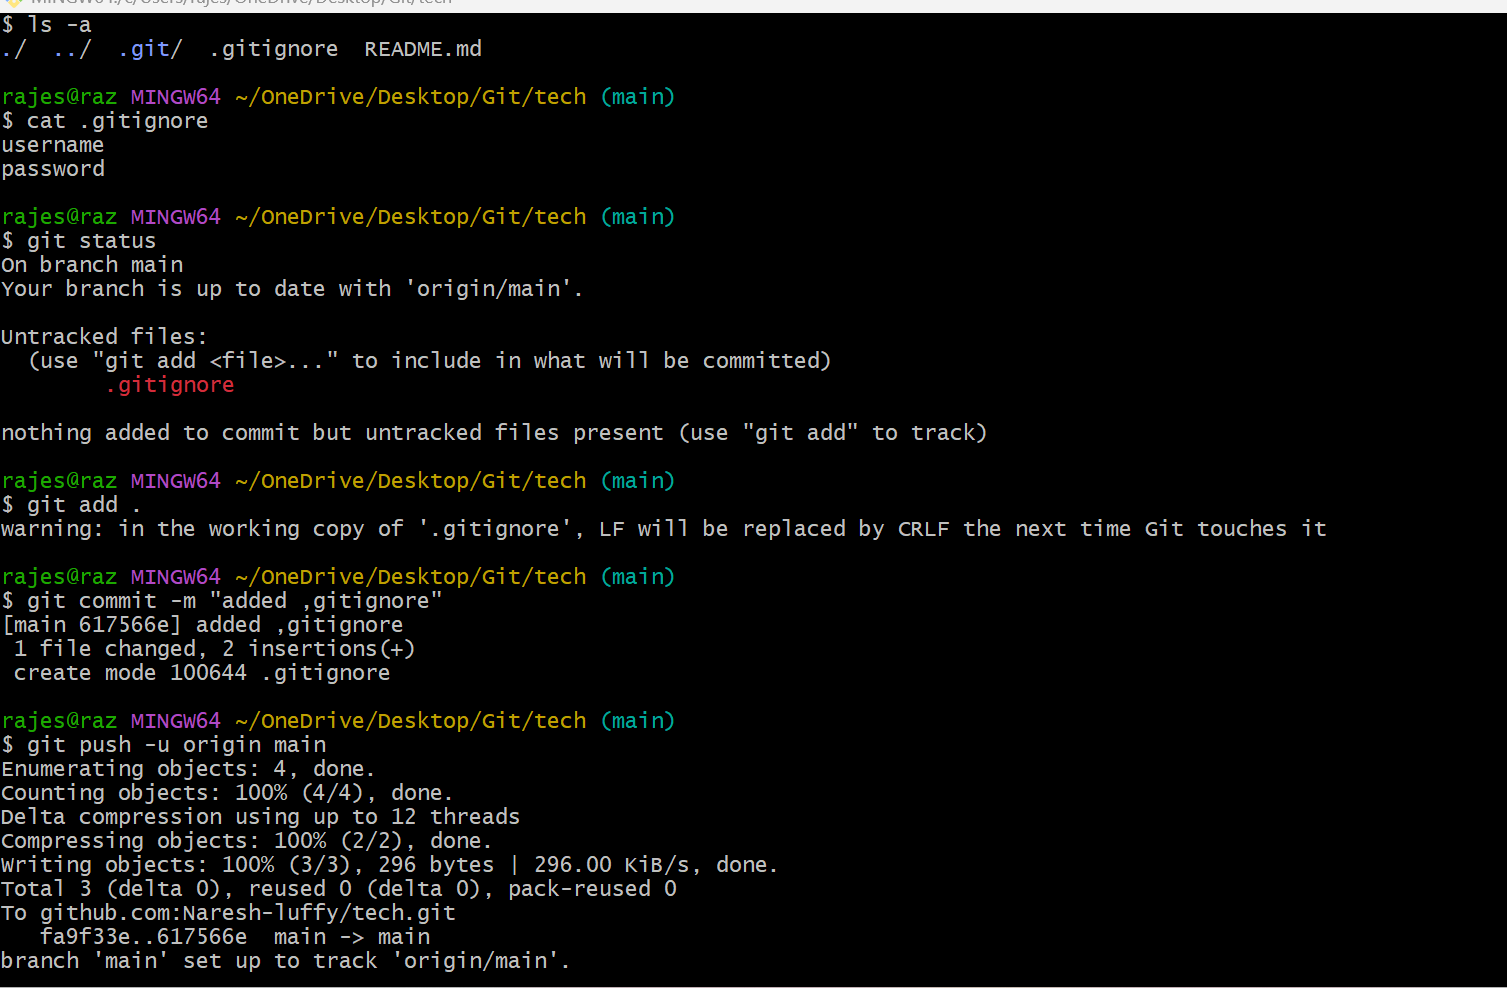 MINGW64:/c/Users/rajes/OneDrive/Desktop/Git/tech
$ ls -a
./  ../  .git/  .gitignore  README.md
rajes@raz MINGW64 ~/OneDrive/Desktop/Git/tech (main)
$ cat .gitignore
username
password
rajes@raz MINGW64 ~/OneDrive/Desktop/Git/tech (main)
$ git status
On branch main
Your branch is up to date with 'origin/main'.
Untracked files:
  (use "git add <file>..." to include in what will be committed)
        .gitignore
nothing added to commit but untracked files present (use "git add" to track)
rajes@raz MINGW64 ~/OneDrive/Desktop/Git/tech (main)
$ git add .
warning: in the working copy of '.gitignore', LF will be replaced by CRLF the next time Git touches it
rajes@raz MINGW64 ~/OneDrive/Desktop/Git/tech (main)
$ git commit -m "added ,gitignore"
[main 617566e] added ,gitignore
 1 file changed, 2 insertions(+)
 create mode 100644 .gitignore
rajes@raz MINGW64 ~/OneDrive/Desktop/Git/tech (main)
$ git push -u origin main
Enumerating objects: 4, done.
Counting objects: 100% (4/4), done.
Delta compression using up to 12 threads
Compressing objects: 100% (2/2), done.
Writing objects: 100% (3/3), 296 bytes | 296.00 KiB/s, done.
Total 3 (delta 0), reused 0 (delta 0), pack-reused 0
To github.com:Naresh-luffy/tech.git
   fa9f33e..617566e  main -> main
branch 'main' set up to track 'origin/main'.